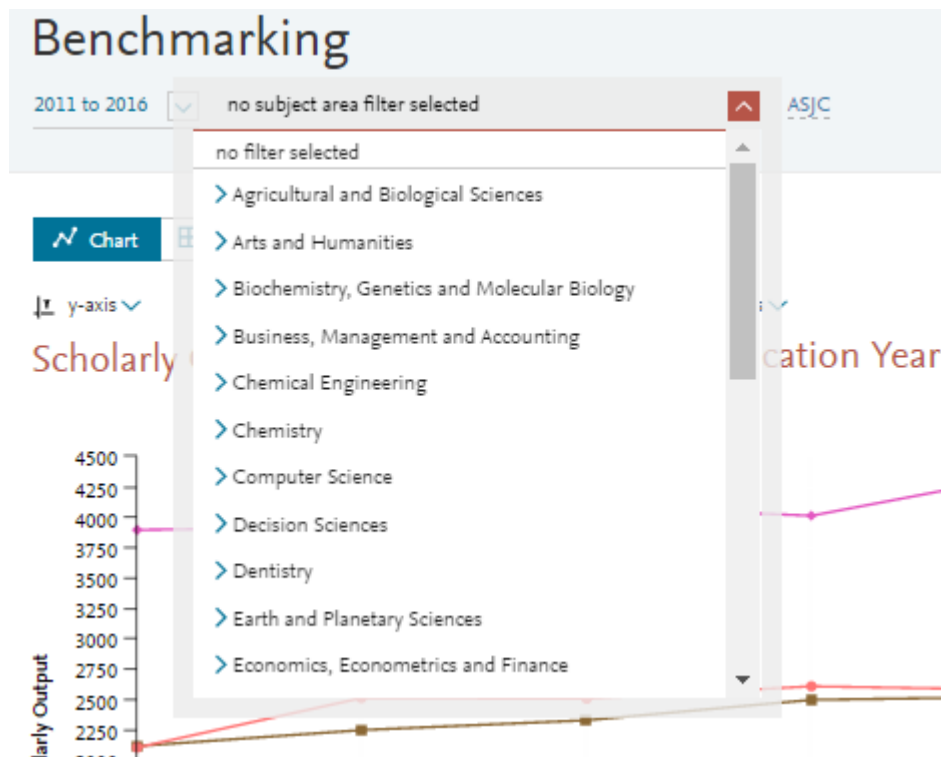 Benchmarking
2011 to 2016
no subject area filter selected
ASJC
no filter selected
Agricultural and Biological Sciences
Arts and Humanities
Biochemistry, Genetics and Molecular Biology
Business, Management and Accounting
Chemical Engineering
Chemistry
Computer Science
Decision Sciences
Dentistry
Earth and Planetary Sciences
Economics, Econometrics and Finance
Chart
y-axis
Scholarly
cation Year
4500
4250
4000
3750
3500
3250
3000
2750
2500
2250
larly Output